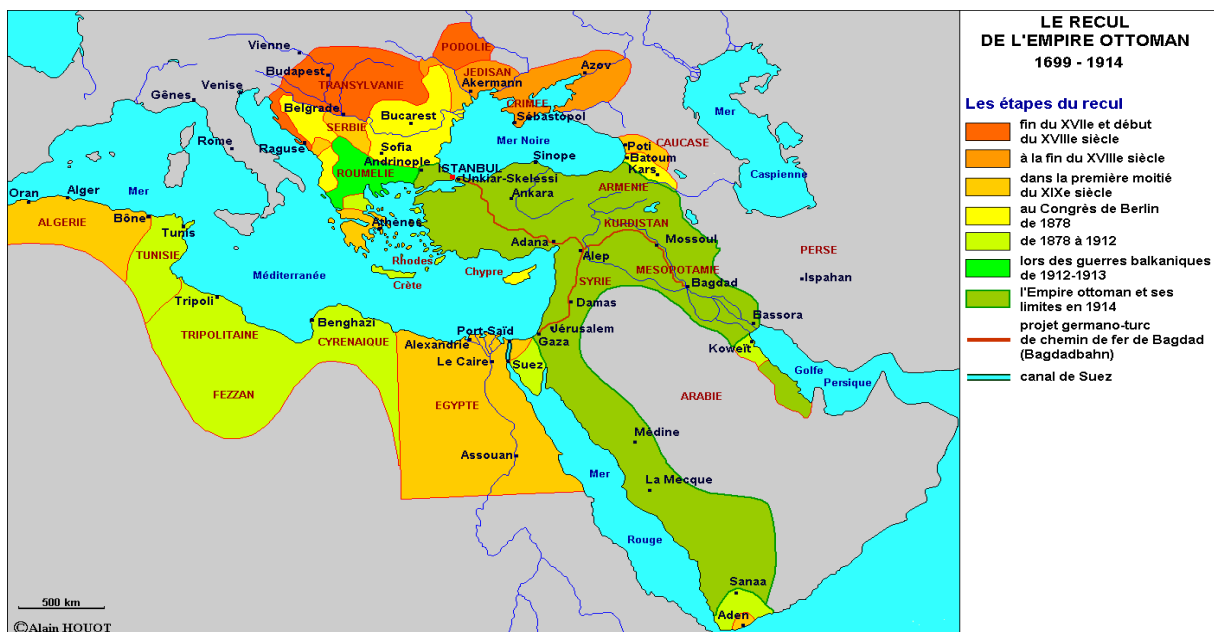 LE RECUL
DE L'EMPIRE OTTOMAN
1699 - 1914
Les étapes du recul
fin du XVIIe et début
du XVIIIe siècle
à la fin du XVIIIe siècle
dans la première moitié
du XIXe siècle
au Congrès de Berlin
de 1878
de 1878 à 1912
lors des guerres balkaniques
de 1912-1913
l'Empire ottoman et ses
limites en 1914
projet germano-turc
de chemin de fer de Bagdad
(Bagdadbahn)
canal de Suez
Vienne
PODOLIE
Budapest
TRANSYLVANIE
JEDISAN
Azov
Akermann
Venise
Gênes
Belgrade
CRIMEE
Mer
Caspienne
SERBIE
Bucarest
Sébastopol
Rome
Raguse
Sofia
Mer Noire
CAUCASE
Poti
Batoum
Kars
Andrinople
ROUMELIE
ISTANBUL
Unkiar-Skelessi
Sinope
Ankara
ARMENIE
Oran
Alger
Mer
Méditerranée
ALGERIE
Bône
Tunis
TUNISIE
Athènes
KURDISTAN
Adana
Alep
Mossoul
PERSE
Ispahan
Rhodes
Crète
Chypre
SYRIE
MESOPOTAMIE
Bagdad
Tripoli
Damas
Bassora
TRIPOLITAINE
Benghazi
CYRENAIQUE
Port-Saïd
Jérusalem
Gaza
Alexandrie
Koweït
Le Caire
Suez
Golfe
Persique
FEZZAN
EGYPTE
ARABIE
Médine
Assouan
Mer
Rouge
La Mecque
Sanaa
Aden
500 km
©Alain HOUOT